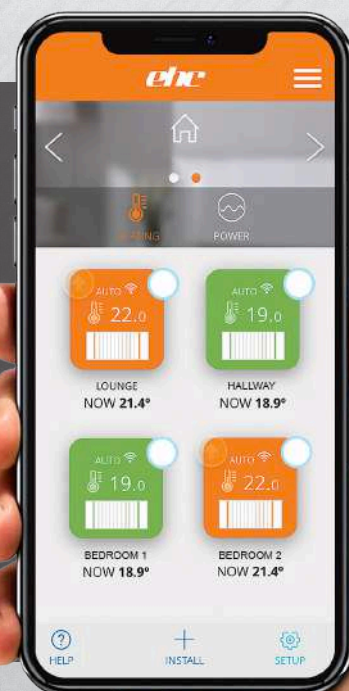 ehc
HEATING
POWER
AUTO
22.0
LOUNGE
NOW 21.4°
AUTO
19.0
HALLWAY
NOW 18.9°
AUTO
19.0
BEDROOM 1
NOW 18.9°
AUTO
22.0
BEDROOM 2
NOW 21.4°
?
HELP
INSTALL
SETUP